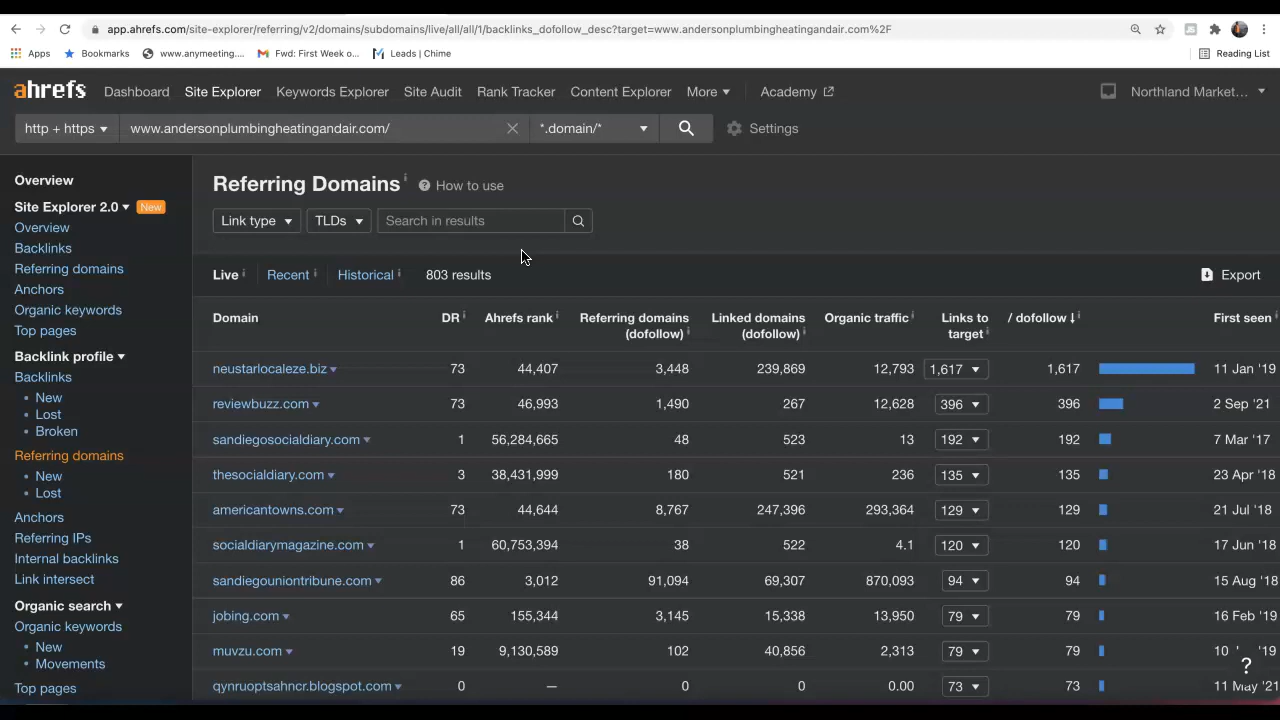 app.ahrefs.com/site-explorer/referring/v2/domains/subdomains/live/all/all/1/backlinks_dofollow_desc?target=www.andersonplumbingheatingandair.com%2F
Apps Bookmarks www.anymeeting.... Fwd: First Week o... Leads | Chime Reading List
ahrefs Dashboard Site Explorer Keywords Explorer Site Audit Rank Tracker Content Explorer More Academy Northland Market...
http + https www.andersonplumbingheatingandair.com/ *.domain/* Settings
Overview
Site Explorer 2.0 New
Overview
Backlinks
Referring domains
Anchors
Organic keywords
Top pages
Backlink profile
Backlinks
• New
• Lost
• Broken
Referring domains
• New
• Lost
Anchors
Referring IPs
Internal backlinks
Link intersect
Organic search
Organic keywords
• New
• Movements
Top pages
Referring Domains i ? How to use
Link type TLDs Search in results
Live i Recent i Historical i 803 results Export
Domain DR i Ahrefs rank i Referring domains (dofollow) i Linked domains (dofollow) i Organic traffic i Links to target i / dofollow ↓ i First seen i
neustarlocaleze.biz 73 44,407 3,448 239,869 12,793 1,617 1,617 11 Jan '19
reviewbuzz.com 73 46,993 1,490 267 12,628 396 396 2 Sep '21
sandiegosocialdiary.com 1 56,284,665 48 523 13 192 192 7 Mar '17
thesocialdiary.com 3 38,431,999 180 521 236 135 135 23 Apr '18
americantowns.com 73 44,644 8,767 247,396 293,364 129 129 21 Jul '18
socialdiarymagazine.com 1 60,753,394 38 522 4.1 120 120 17 Jun '18
sandiegouniontribune.com 86 3,012 91,094 69,307 870,093 94 94 15 Aug '18
jobing.com 65 155,344 3,145 15,338 13,950 79 79 16 Feb '19
muvzu.com 19 9,130,589 102 40,856 2,313 79 79 10 '19
qynruoptsahncr.blogspot.com 0 — 0 0 0.00 73 73 11 May '21
?